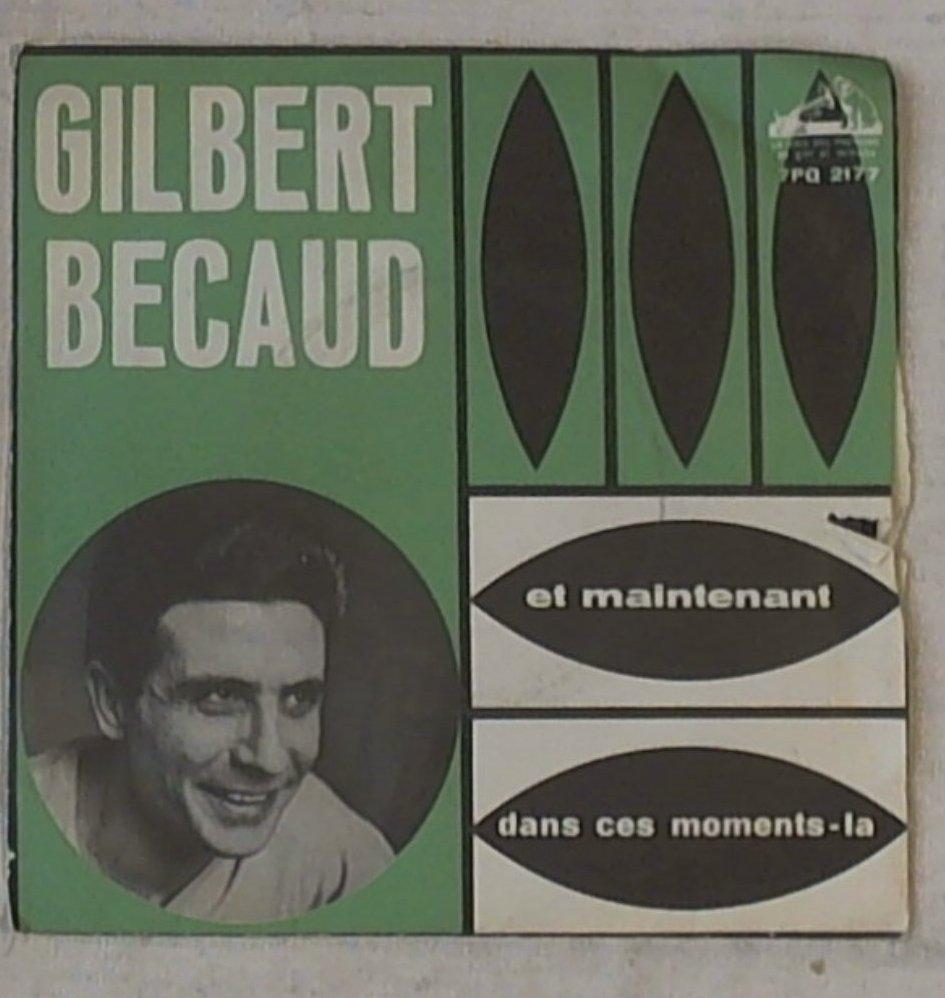 GILBERT
BECAUD
7PQ 2177
et maintenant
dans ces moments-la